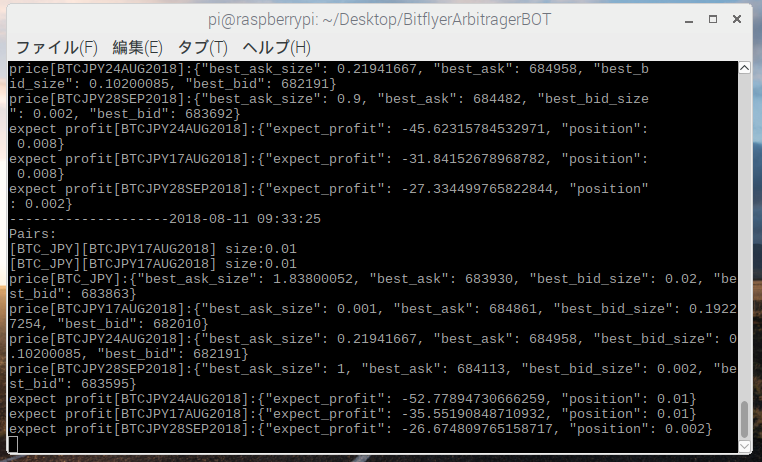 pi@raspberrypi: ~/Desktop/BitflyerArbitragerBOT
ファイル(F) 編集(E) タブ(T) ヘルプ(H)
price[BTCJPY24AUG2018]:{"best_ask_size": 0.21941667, "best_ask": 684958, "best_b
id_size": 0.10200085, "best_bid": 682191}
price[BTCJPY28SEP2018]:{"best_ask_size": 0.9, "best_ask": 684482, "best_bid_size
": 0.002, "best_bid": 683692}
expect profit[BTCJPY24AUG2018]:{"expect_profit": -45.62315784532971, "position":
 0.008}
expect profit[BTCJPY17AUG2018]:{"expect_profit": -31.84152678968782, "position":
 0.008}
expect profit[BTCJPY28SEP2018]:{"expect_profit": -27.334499765822844, "position"
: 0.002}
--------------------2018-08-11 09:33:25
Pairs:
[BTC_JPY][BTCJPY17AUG2018] size:0.01
[BTC_JPY][BTCJPY17AUG2018] size:0.01
price[BTC_JPY]:{"best_ask_size": 1.83800052, "best_ask": 683930, "best_bid_size": 0.02, "be
st_bid": 683863}
price[BTCJPY17AUG2018]:{"best_ask_size": 0.001, "best_ask": 684861, "best_bid_size": 0.1922
7254, "best_bid": 682010}
price[BTCJPY24AUG2018]:{"best_ask_size": 0.21941667, "best_ask": 684958, "best_bid_size": 0
.10200085, "best_bid": 682191}
price[BTCJPY28SEP2018]:{"best_ask_size": 1, "best_ask": 684113, "best_bid_size": 0.002, "be
st_bid": 683595}
expect profit[BTCJPY24AUG2018]:{"expect_profit": -52.77894730666259, "position": 0.01}
expect profit[BTCJPY17AUG2018]:{"expect_profit": -35.55190848710932, "position": 0.01}
expect profit[BTCJPY28SEP2018]:{"expect_profit": -26.674809765158717, "position": 0.002}